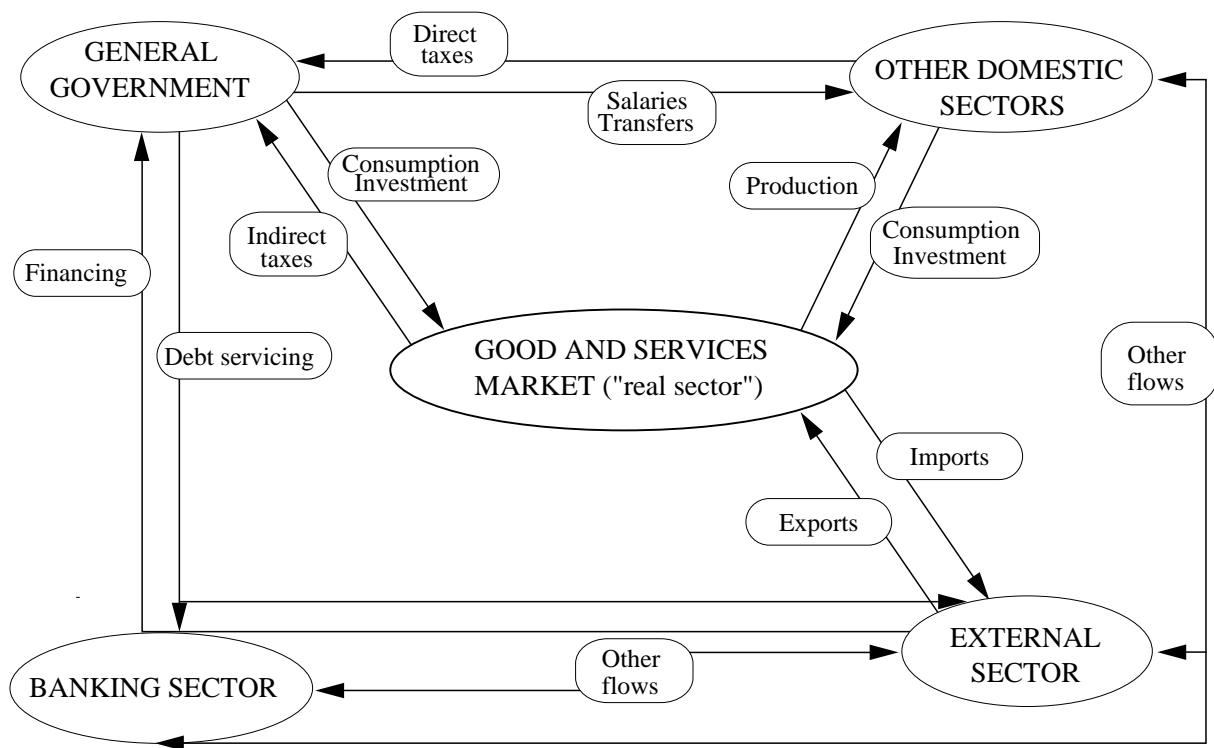 GENERAL
GOVERNMENT
Direct
taxes
OTHER DOMESTIC
SECTORS
Salaries
Transfers
Consumption
Investment
Production
Indirect
taxes
Consumption
Investment
Financing
Debt servicing
GOOD AND SERVICES
MARKET ("real sector")
Other
flows
Imports
Exports
BANKING SECTOR
Other
flows
EXTERNAL
SECTOR